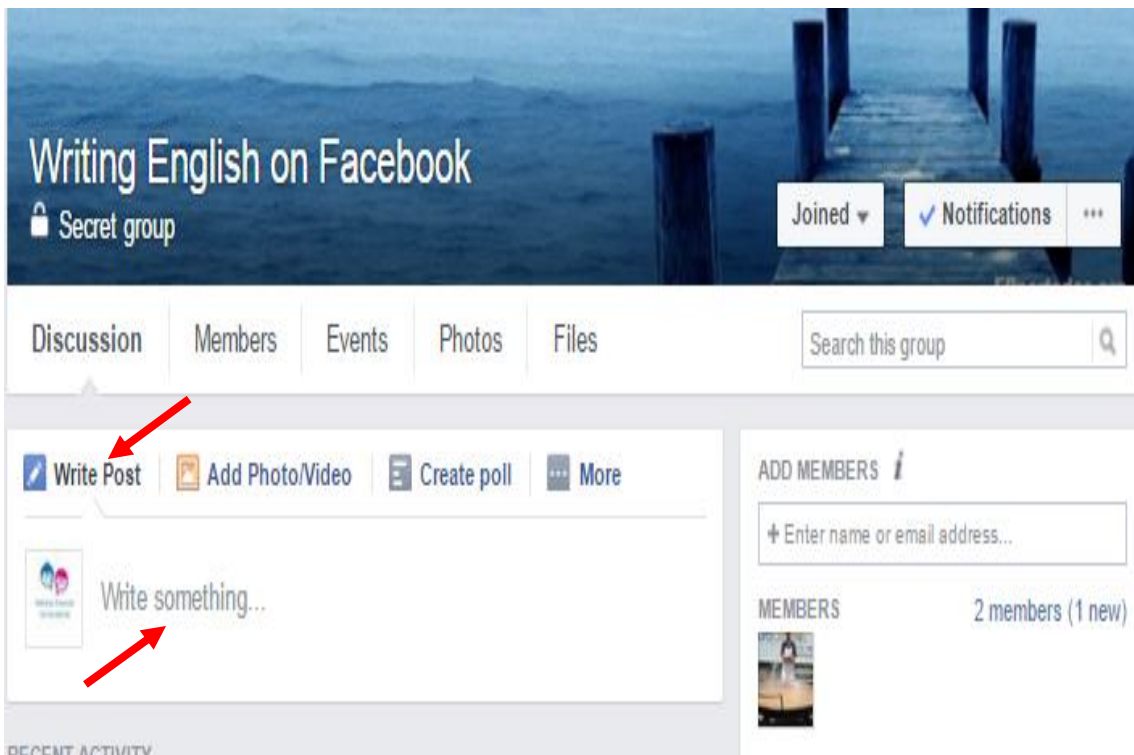 Writing English on Facebook
Secret group
Joined
Notifications
Discussion Members Events Photos Files
Search this group
Write Post Add Photo/Video Create poll More
Write something...
ADD MEMBERS i
+ Enter name or email address...
MEMBERS 2 members (1 new)
RECENT ACTIVITY